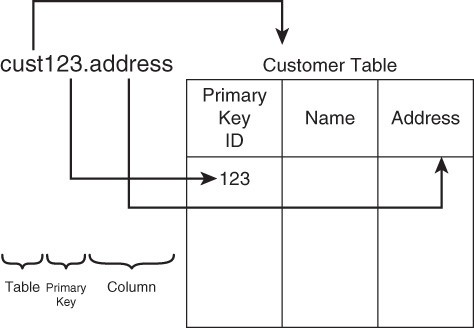 cust123.address
Customer Table
Primary
Key
ID
Name
Address
123
Table
Primary
Key
Column